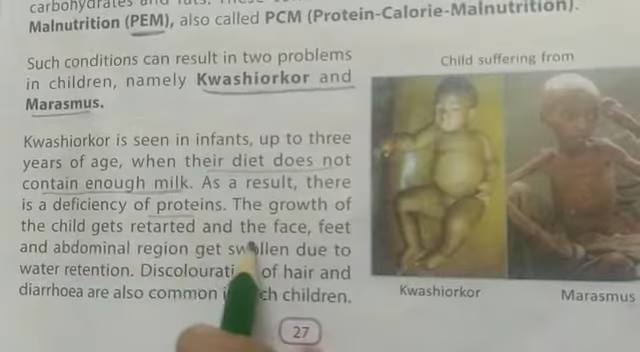 carbohydrates and fats. These
Malnutrition (PEM), also called PCM (Protein-Calorie-Malnutrition).
Such conditions can result in two problems
in children, namely Kwashiorkor and
Marasmus.
Kwashiorkor is seen in infants, up to three
years of age, when their diet does not
contain enough milk. As a result, there
is a deficiency of proteins. The growth of
the child gets retarted and the face, feet
and abdominal region get swollen due to
water retention. Discolourati of hair and
diarrhoea are also common i ch children.
Child suffering from
Kwashiorkor
Marasmus
27